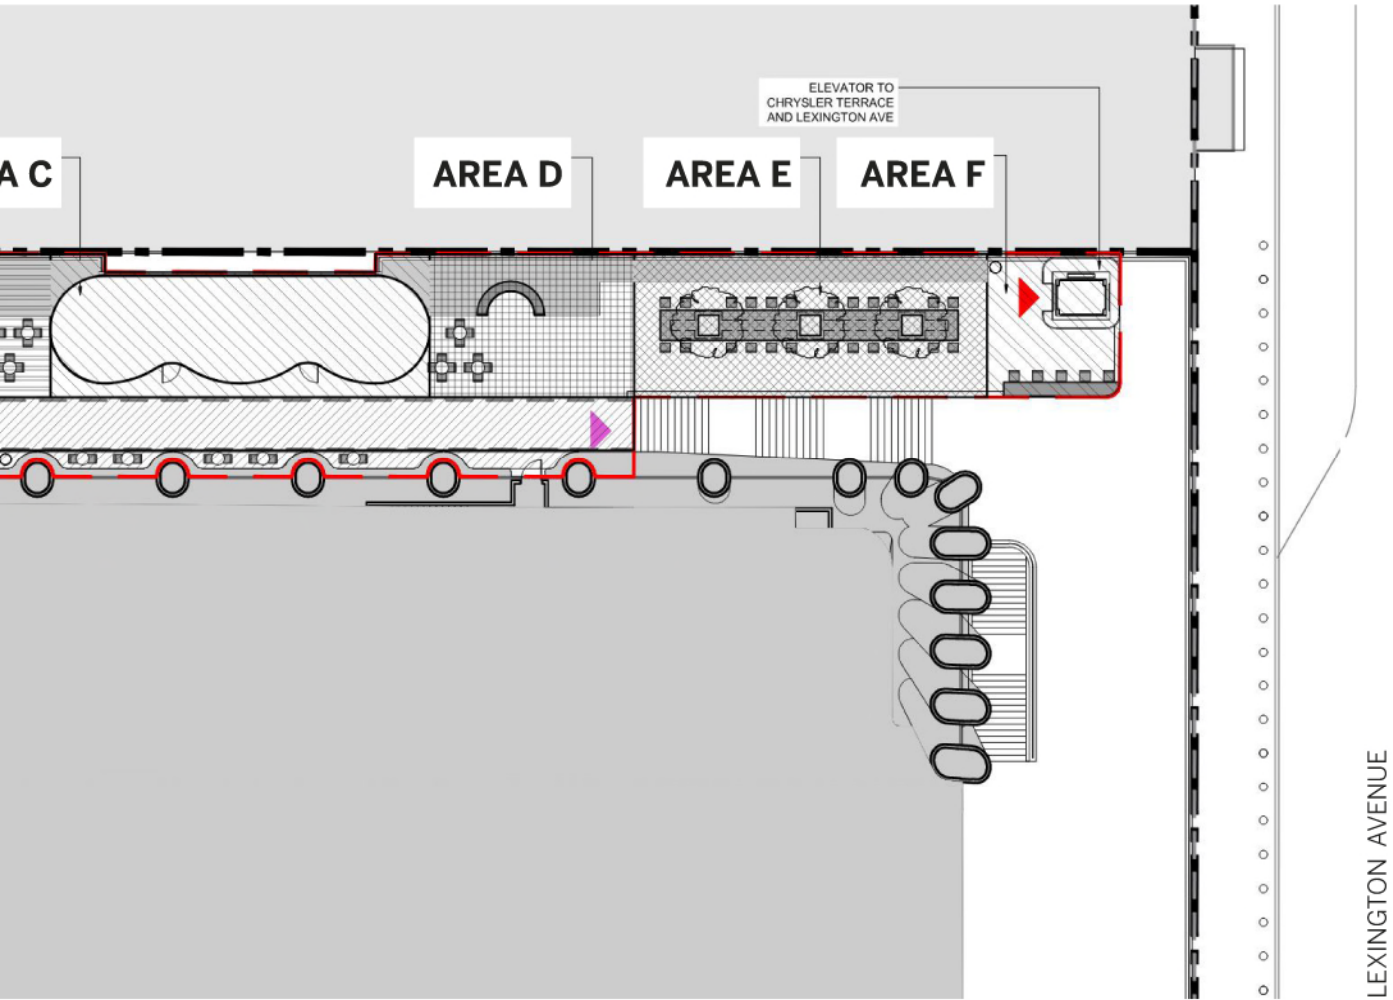 ELEVATOR TO
CHRYSLER TERRACE
AND LEXINGTON AVE
A C
AREA D
AREA E
AREA F
LEXINGTON AVENUE